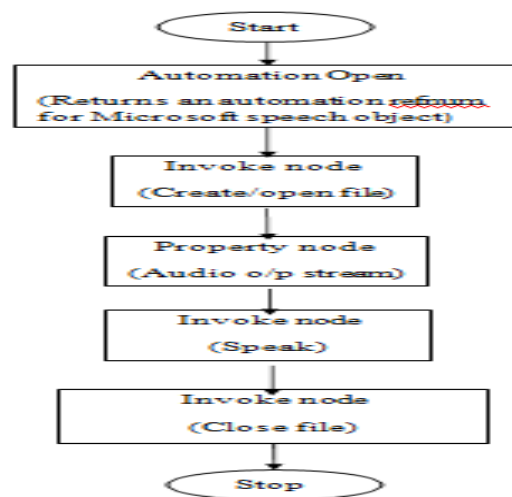 Start
Automation Open
(Returns an automation refnum
for Microsoft speech object)
Invoke node
(Create/open file)
Property node
(Audio o/p stream)
Invoke node
(Speak)
Invoke node
(Close file)
Stop